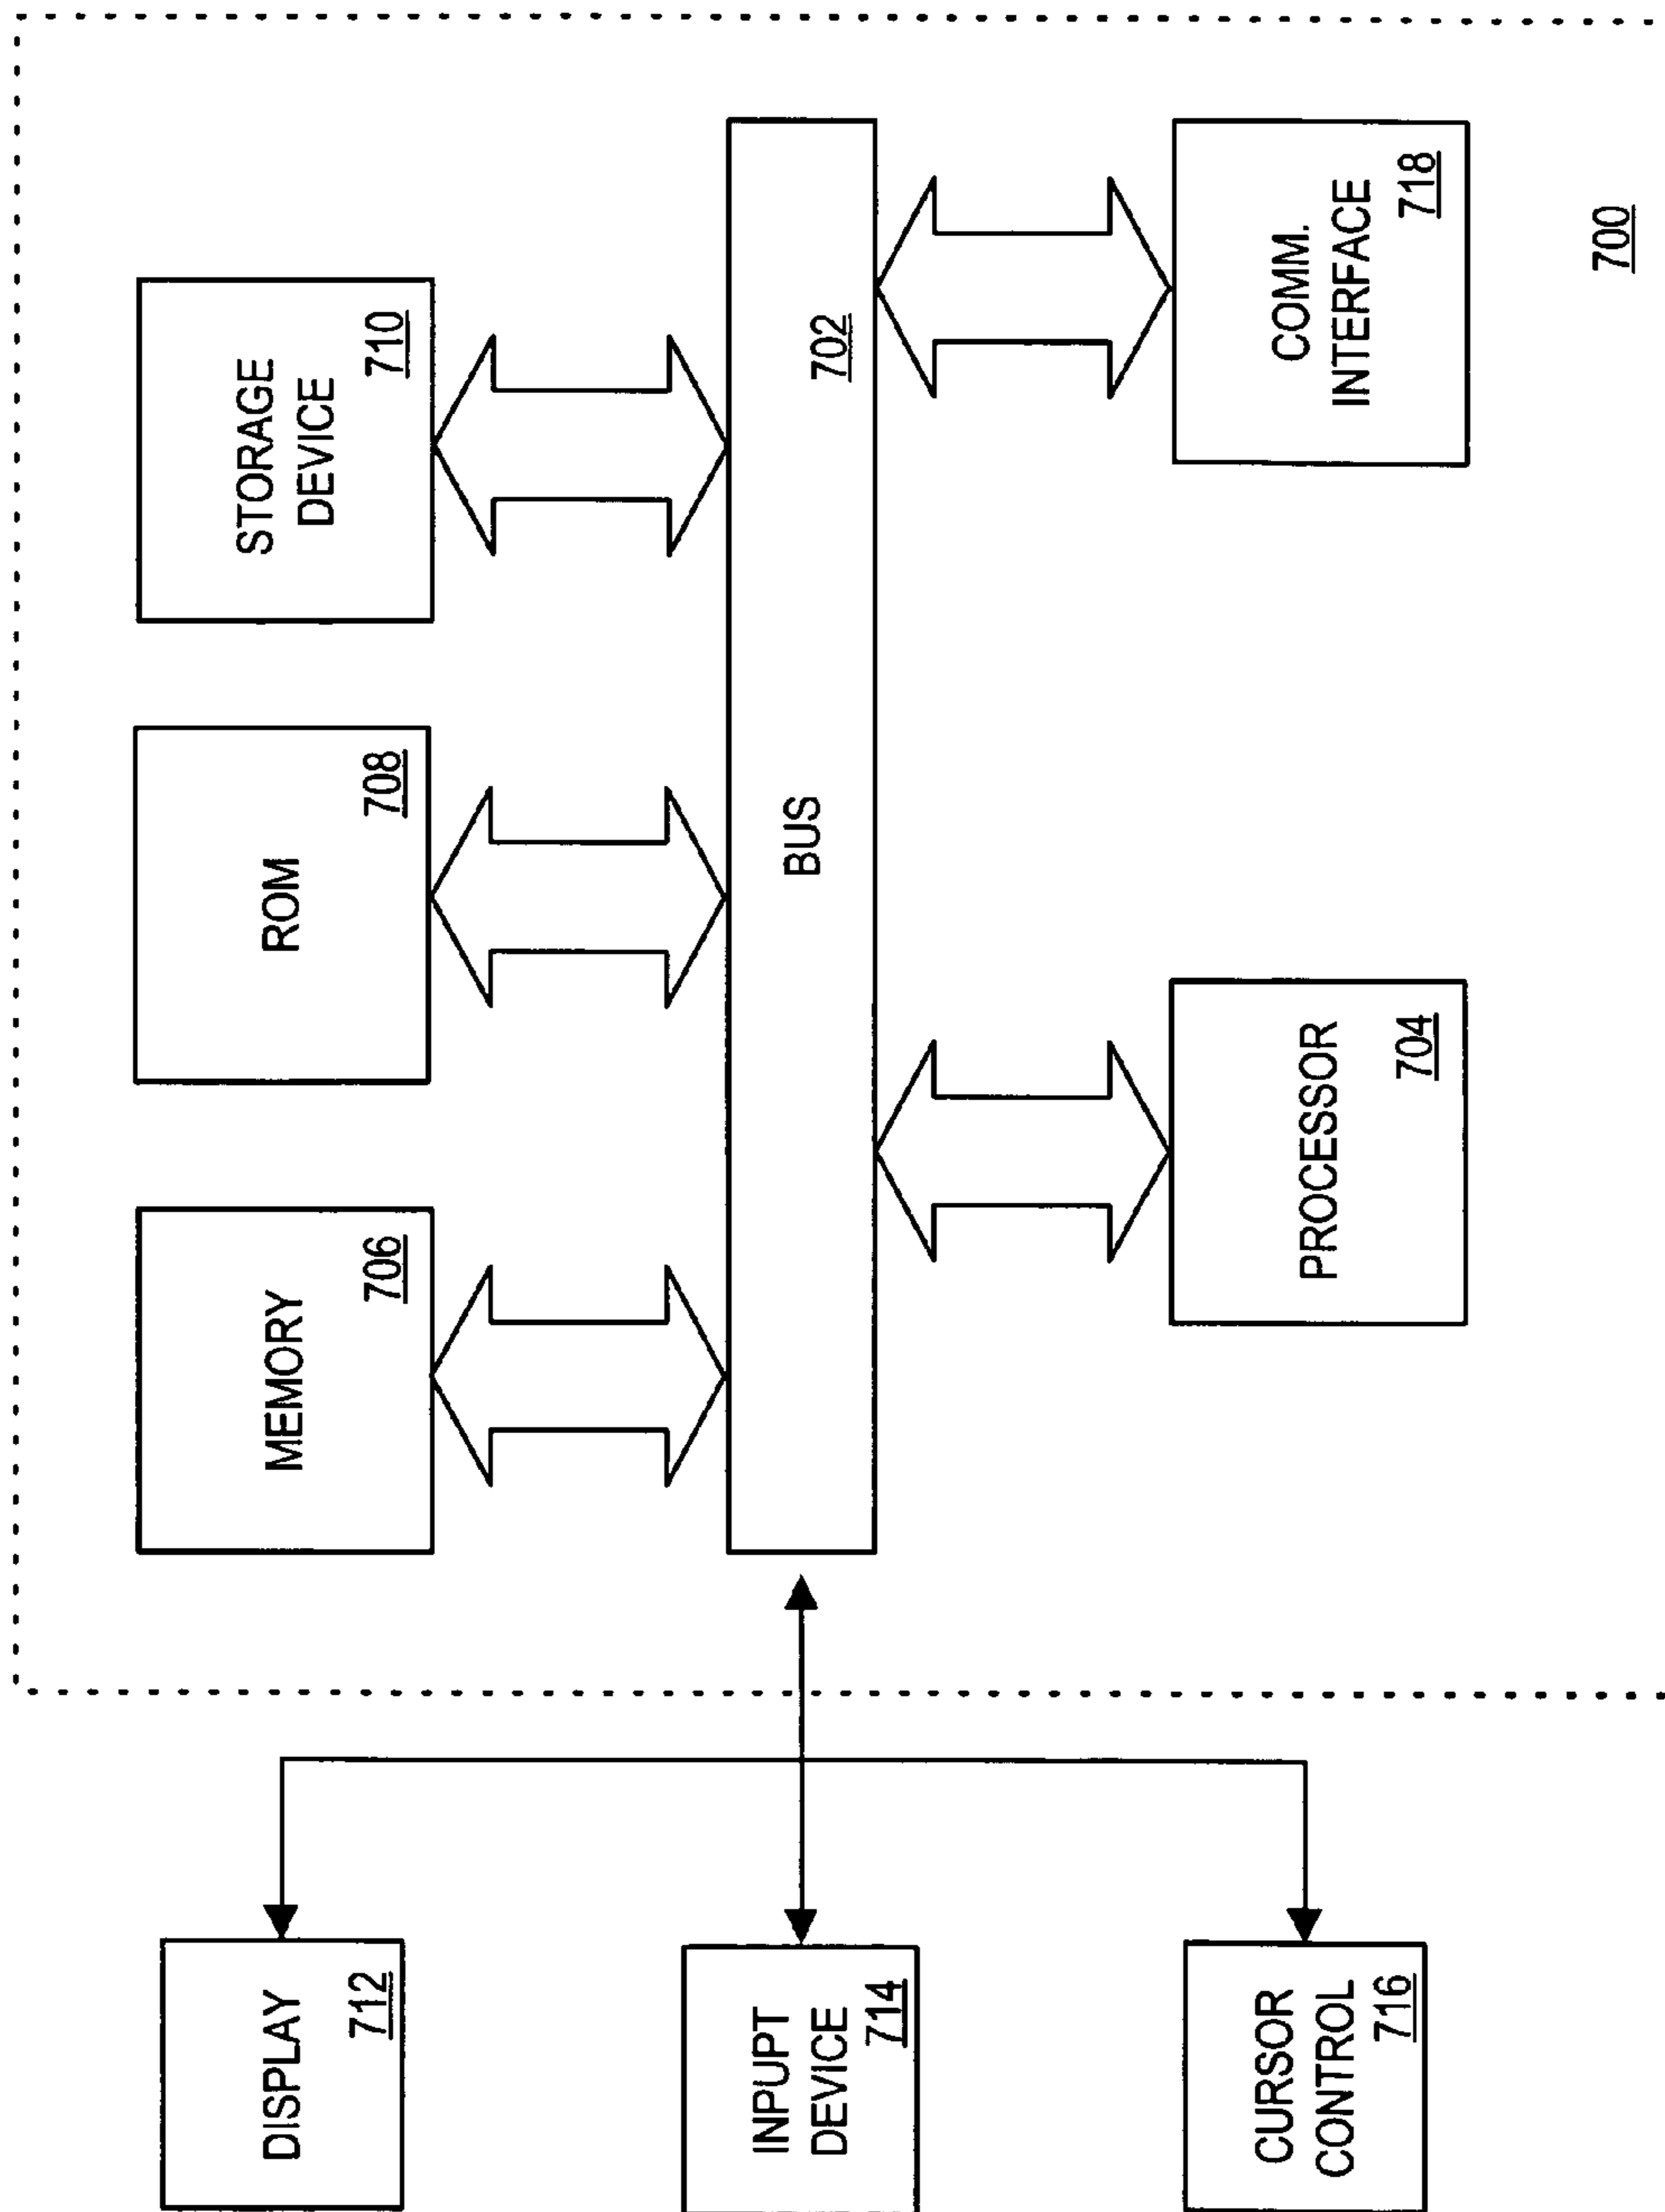 DISPLAY
712
MEMORY
706
ROM
708
STORAGE
DEVICE
710
INPUPT
DEVICE
714
BUS
702
CURSOR
CONTROL
716
PROCESSOR
704
COMM.
INTERFACE
718
700